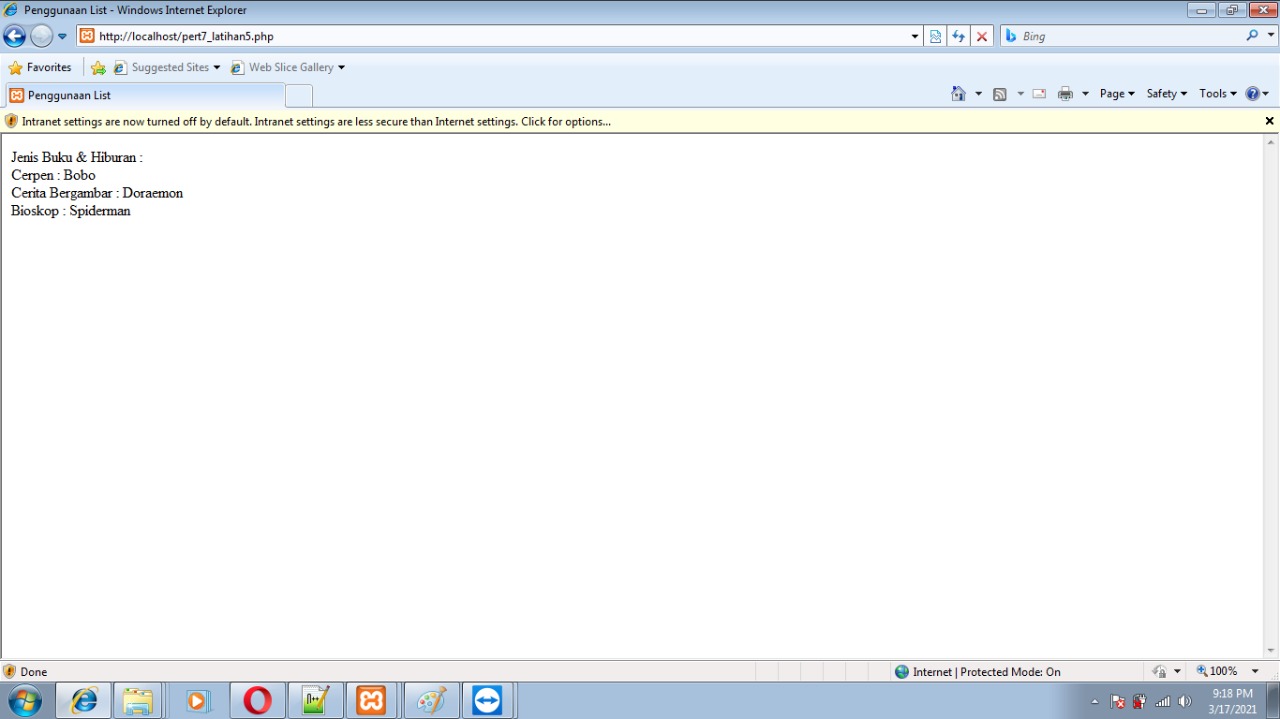 Penggunaan List - Windows Internet Explorer
http://localhost/pert7_latihan5.php
Bing
Favorites
Suggested Sites
Web Slice Gallery
Penggunaan List
Page
Safety
Tools
Intranet settings are now turned off by default. Intranet settings are less secure than Internet settings. Click for options...
Jenis Buku & Hiburan :
Cerpen : Bobo
Cerita Bergambar : Doraemon
Bioskop : Spiderman
Done
Internet | Protected Mode: On
100%
9:18 PM
3/17/2021